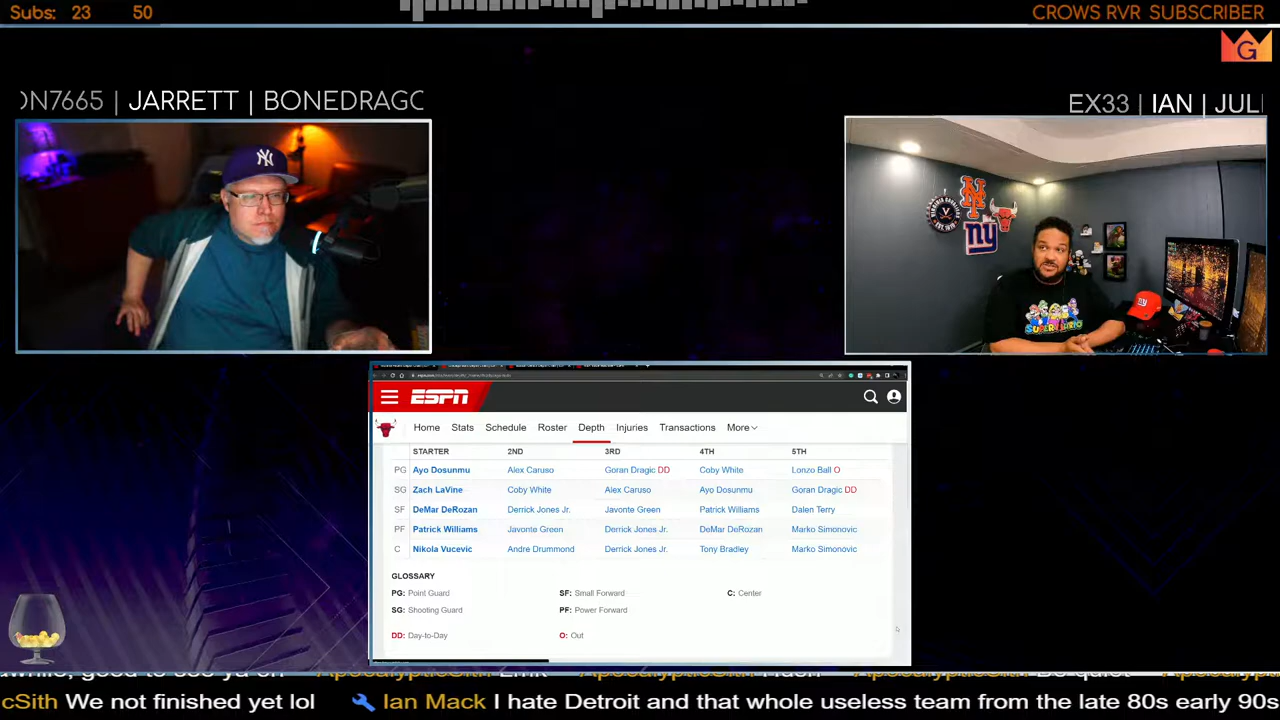 Subs: 23 50
CROWS RVR SUBSCRIBER
G
ON7665 | JARRETT | BONEDRAGO
EX33 | IAN | JUL
NY
ny
SUPER
ESPN
Home Stats Schedule Roster Depth Injuries Transactions More
STARTER 2ND 3RD 4TH 5TH
PG Ayo Dosunmu Alex Caruso Goran Dragic DD Coby White Lonzo Ball O
SG Zach LaVine Coby White Alex Caruso Ayo Dosunmu Goran Dragic DD
SF DeMar DeRozan Derrick Jones Jr. Javonte Green Patrick Williams Dalen Terry
PF Patrick Williams Javonte Green Derrick Jones Jr. DeMar DeRozan Marko Simonovic
C Nikola Vucevic Andre Drummond Derrick Jones Jr. Tony Bradley Marko Simonovic
GLOSSARY
PG: Point Guard SF: Small Forward C: Center
SG: Shooting Guard PF: Power Forward
DD: Day-to-Day O: Out
cSith We not finished yet lol Ian Mack I hate Detroit and that whole useless team from the late 80s early 90s